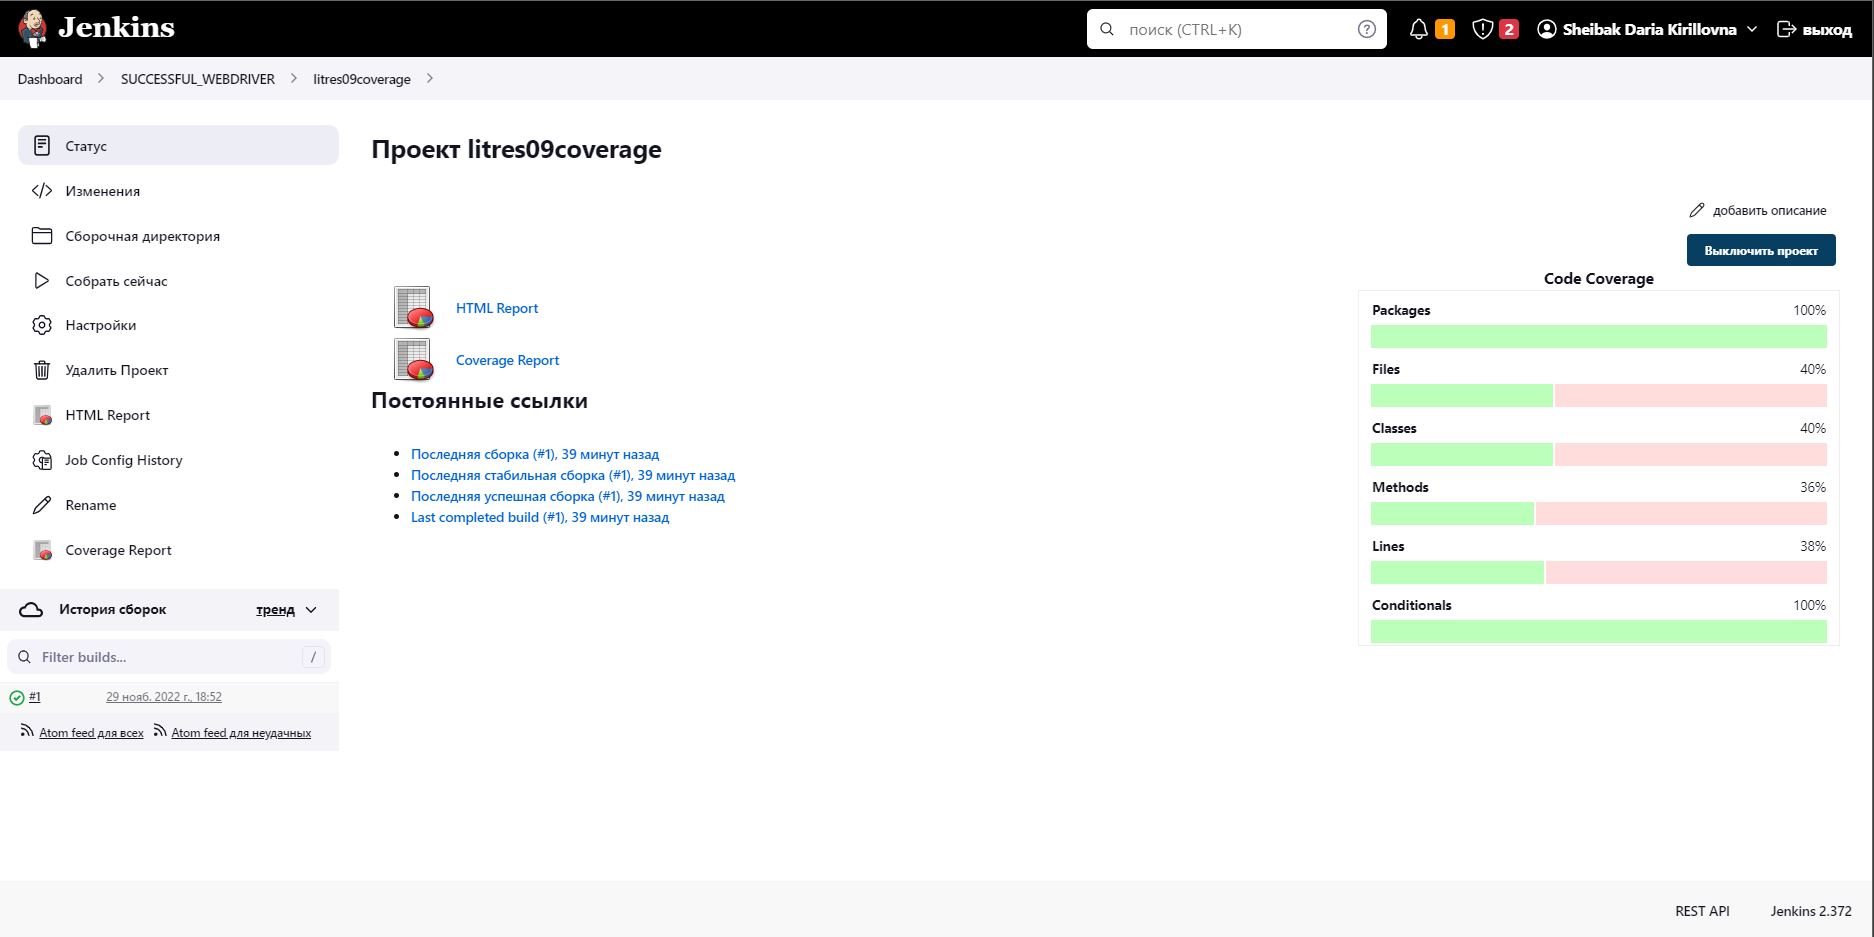 Jenkins
поиск (CTRL+K)
1
2
Sheibak Daria Kirillovna
выход
Dashboard
SUCCESSFUL_WEBDRIVER
litres09coverage
Статус
Изменения
Сборочная директория
Собрать сейчас
Настройки
Удалить Проект
HTML Report
Job Config History
Rename
Coverage Report
История сборок
тренд
Filter builds...
/
#1
29 нояб. 2022 г., 18:52
Atom feed для всех
Atom feed для неудачных
Проект litres09coverage
добавить описание
Выключить проект
HTML Report
Coverage Report
Постоянные ссылки
Последняя сборка (#1), 39 минут назад
Последняя стабильная сборка (#1), 39 минут назад
Последняя успешная сборка (#1), 39 минут назад
Last completed build (#1), 39 минут назад
Code Coverage
Packages 100%
Files 40%
Classes 40%
Methods 36%
Lines 38%
Conditionals 100%
REST API
Jenkins 2.372